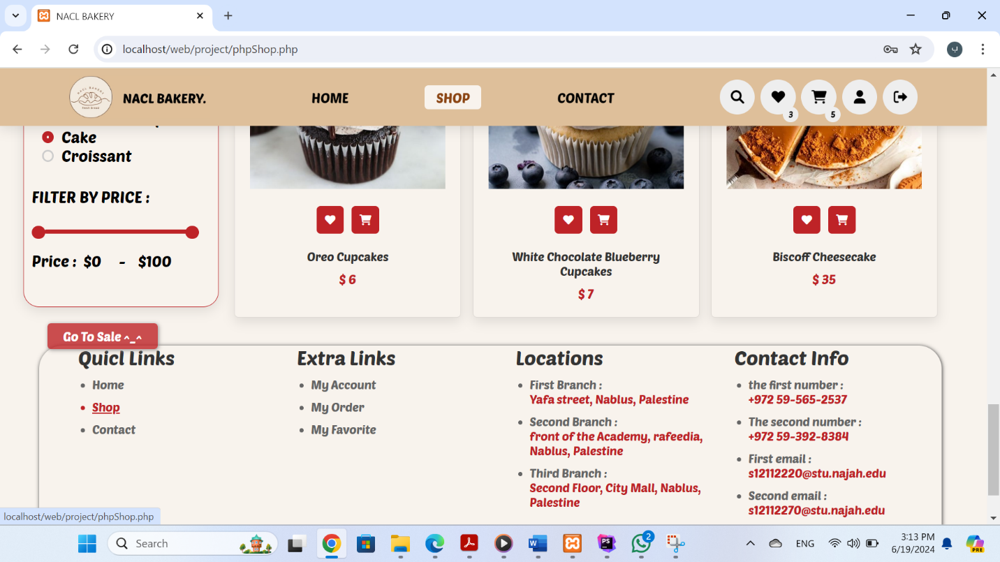 NACL BAKERY
localhost/web/project/phpShop.php
NACL BAKERY
Fresh Bread
NACL BAKERY.
HOME
SHOP
CONTACT
3
5
Cake
Croissant
FILTER BY PRICE :
Price : $0 - $100
Oreo Cupcakes
$ 6
White Chocolate Blueberry
Cupcakes
$ 7
Biscoff Cheesecake
$ 35
Go To Sale ^_^
Quicl Links
Home
Shop
Contact
Extra Links
My Account
My Order
My Favorite
Locations
First Branch :
Yafa street, Nablus, Palestine
Second Branch :
front of the Academy, rafeedia,
Nablus, Palestine
Third Branch :
Second Floor, City Mall, Nablus,
Palestine
Contact Info
the first number :
+972 59-565-2537
The second number :
+972 59-392-8384
First email :
s12112220@stu.najah.edu
Second email :
s12112270@stu.najah.edu
localhost/web/project/phpShop.php
Search
PS
2
ENG
3:13 PM
6/19/2024
PRE